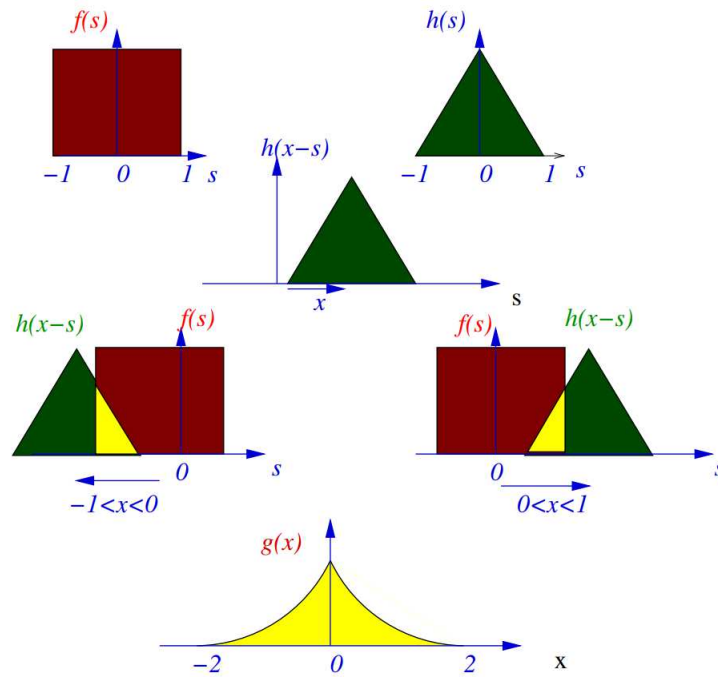 f(s)
h(s)
−1 0 1 s
−1 0 1 s
h(x−s)
x s
h(x−s) f(s)
f(s) h(x−s)
0 s
0 s
−1<x<0
0<x<1
g(x)
−2 0 2 x